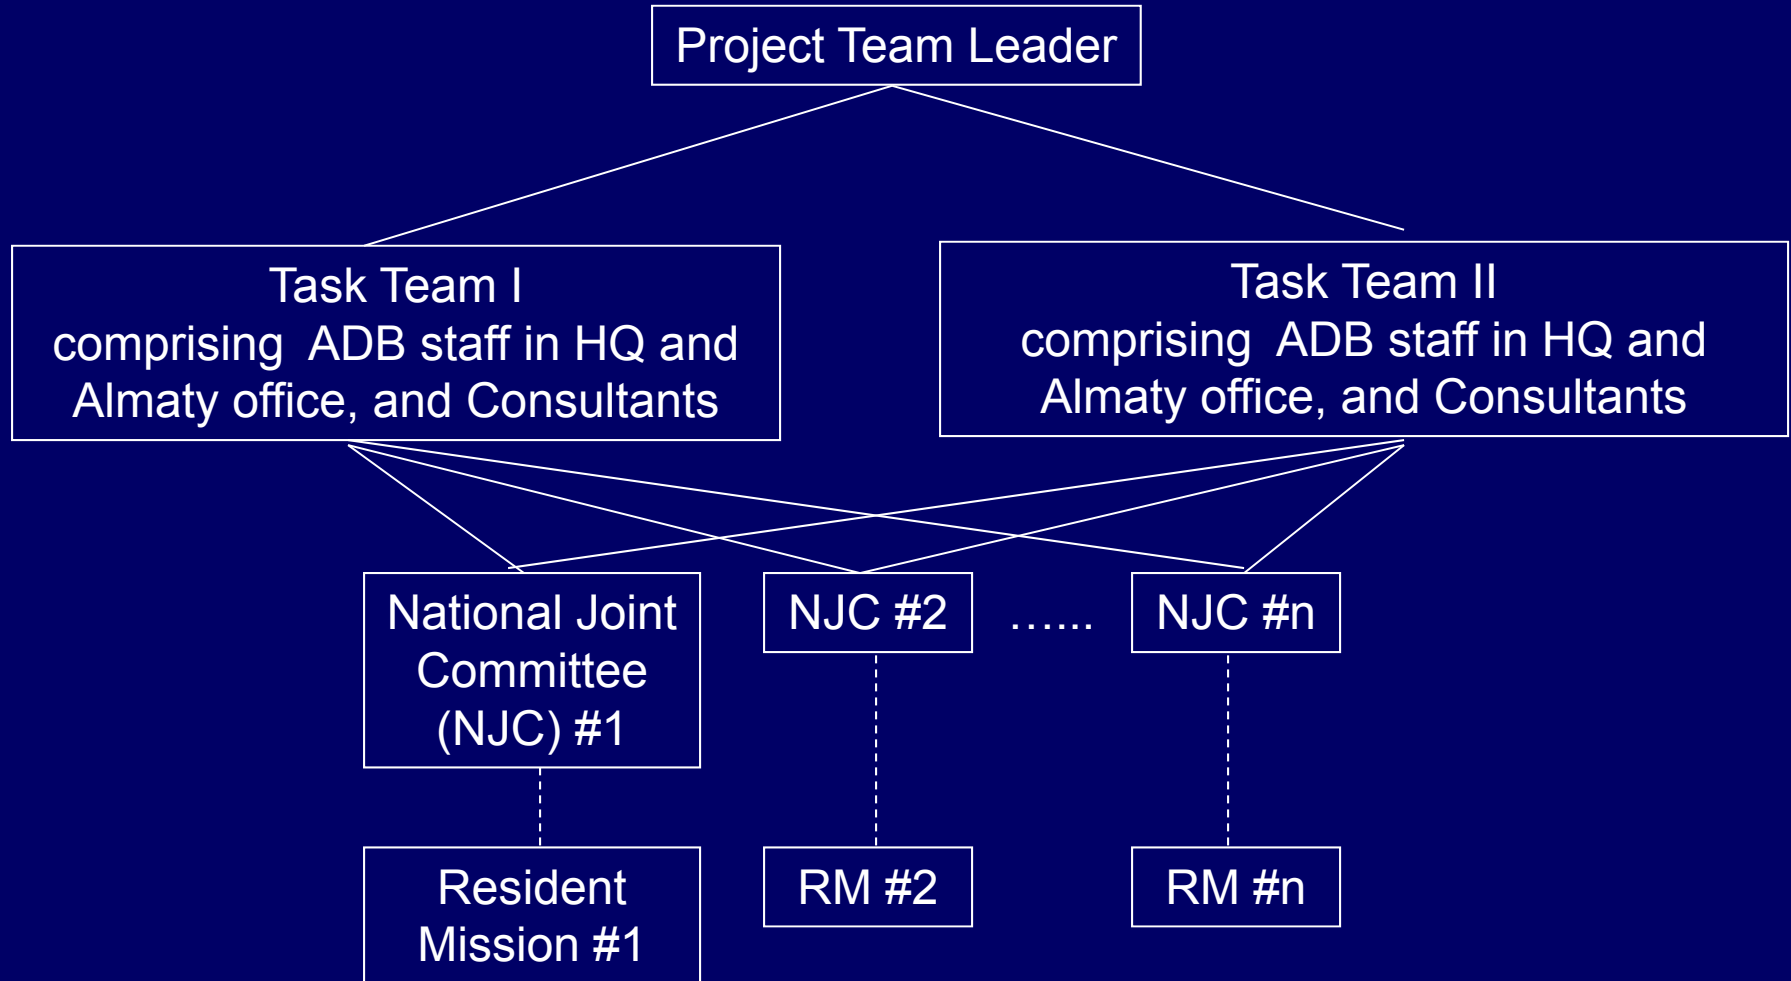 Project Team Leader
Task Team I
comprising  ADB staff in HQ and
Almaty office, and Consultants
Task Team II
comprising  ADB staff in HQ and
Almaty office, and Consultants
National Joint
Committee
(NJC) #1
NJC #2
…...
NJC #n
Resident
Mission #1
RM #2
RM #n